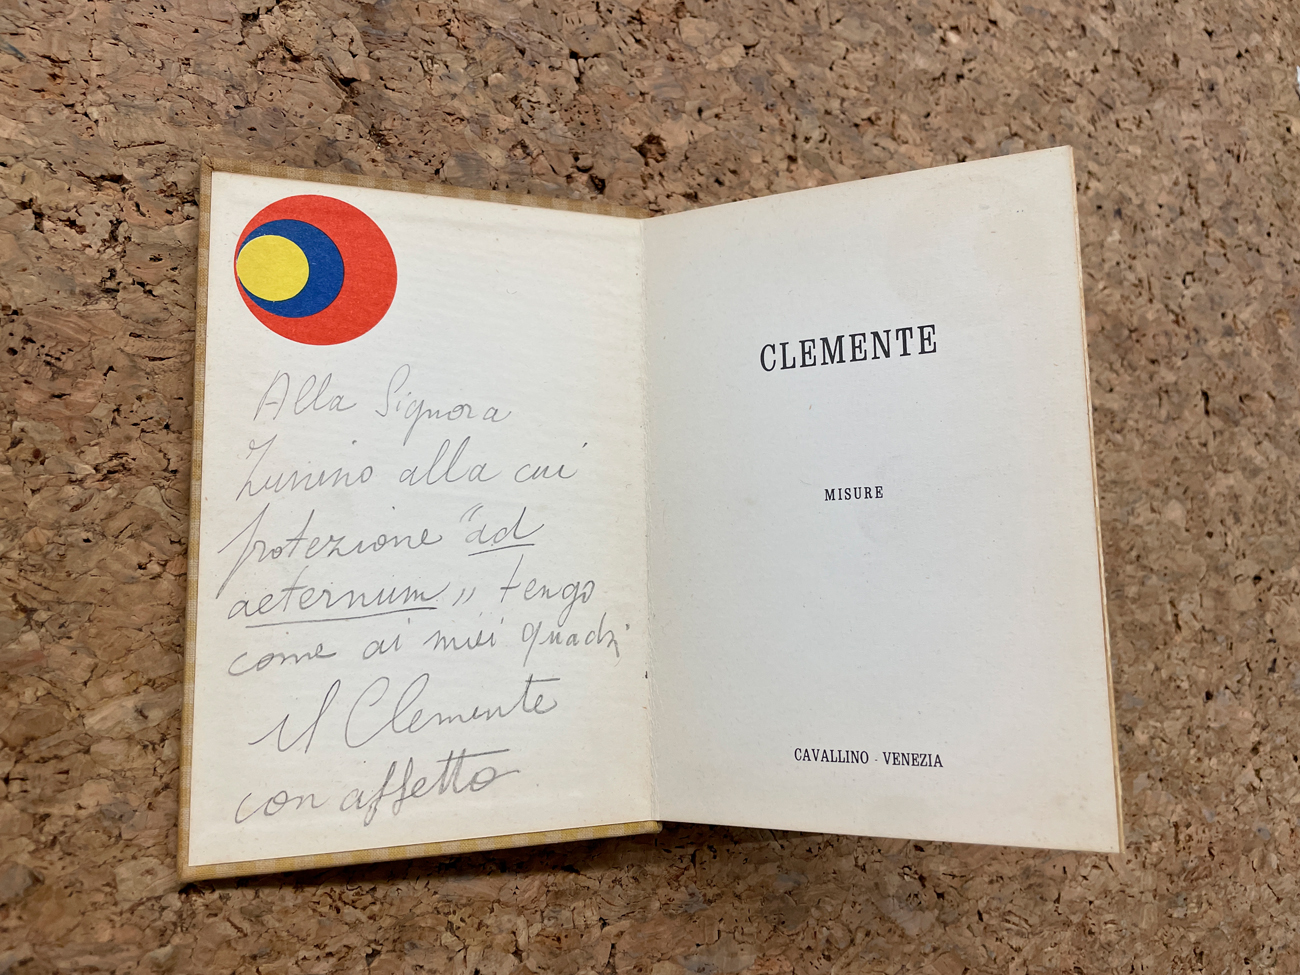 Alla Signora
Zunino alla cui
protezione "ad
aeternum" tengo
come ai miei quadri
il Clemente
con affetto
CLEMENTE
MISURE
CAVALLINO - VENEZIA